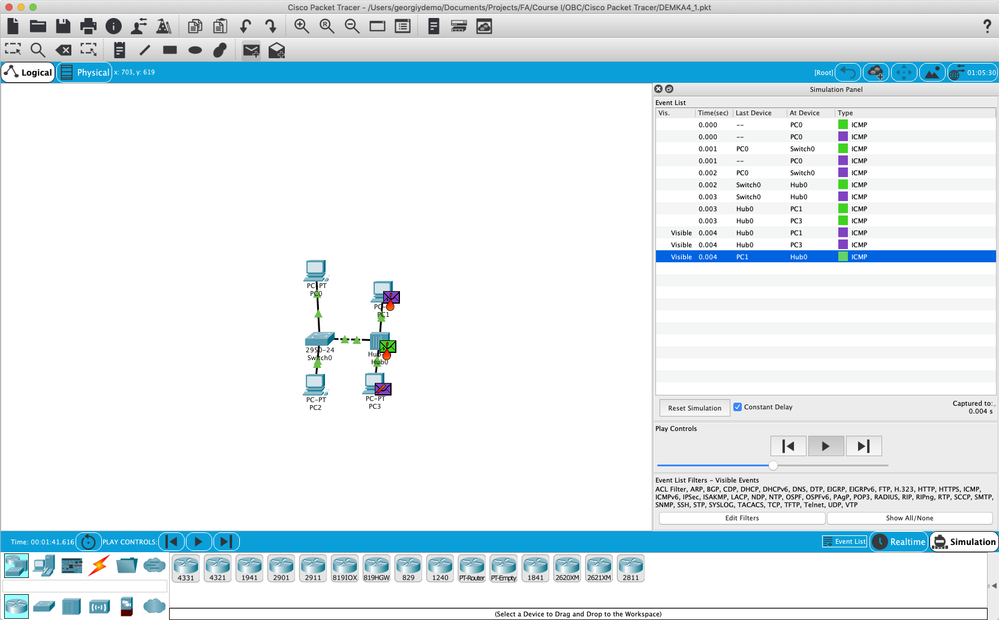 Cisco Packet Tracer - /Users/georgiydemo/Documents/Projects/FA/Course I/OBC/Cisco Packet Tracer/DEMKA4_1.pkt
Logical
Physical
x: 703, y: 619
[Root]
01:05:30
Simulation Panel
Event List
Vis. Time(sec) Last Device At Device Type
0.000 -- PC0 ICMP
0.000 -- PC0 ICMP
0.001 PC0 Switch0 ICMP
0.001 -- PC0 ICMP
0.002 PC0 Switch0 ICMP
0.002 Switch0 Hub0 ICMP
0.003 Switch0 Hub0 ICMP
0.003 Hub0 PC1 ICMP
0.003 Hub0 PC3 ICMP
Visible 0.004 Hub0 PC1 ICMP
Visible 0.004 Hub0 PC3 ICMP
Visible 0.004 PC1 Hub0 ICMP
PC-PT
PC0
PC1
2950-24
Switch0
Hub0
PC-PT
PC2
PC-PT
PC3
Reset Simulation
Constant Delay
Captured to:
0.004 s
Play Controls
Event List Filters - Visible Events
ACL Filter, ARP, BGP, CDP, DHCP, DHCPv6, DNS, DTP, EIGRP, EIGRPv6, FTP, H.323, HTTP, HTTPS, ICMP,
ICMPv6, IPSec, ISAKMP, LACP, NDP, NTP, OSPF, OSPFv6, PAgP, POP3, RADIUS, RIP, RIPng, RTP, SCCP, SMTP,
SNMP, SSH, STP, SYSLOG, TACACS, TCP, TFTP, Telnet, UDP, VTP
Edit Filters
Show All/None
Time: 00:01:41.616
PLAY CONTROLS:
Event List
Realtime
Simulation
4331
4321
1941
2901
2911
819IOX
819HGW
829
1240
PT-Router
PT-Empty
1841
2620XM
2621XM
2811
(Select a Device to Drag and Drop to the Workspace)